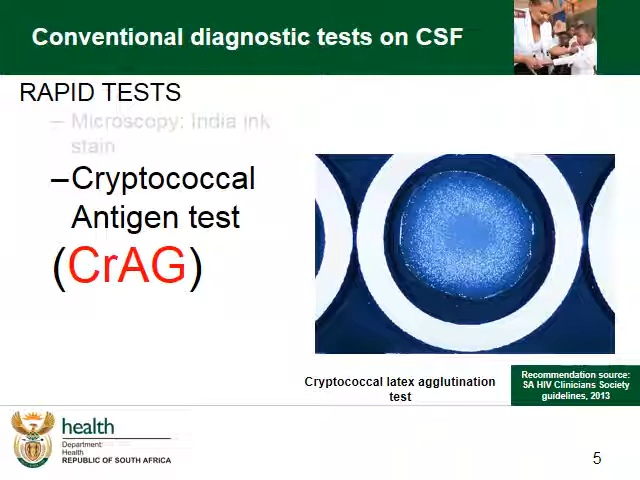 Conventional diagnostic tests on CSF
RAPID TESTS
– Microscopy: India ink
stain
–Cryptococcal
Antigen test
(CrAG)
Cryptococcal latex agglutination
test
Recommendation source:
SA HIV Clinicians Society
guidelines, 2013
health
Department:
Health
REPUBLIC OF SOUTH AFRICA
5